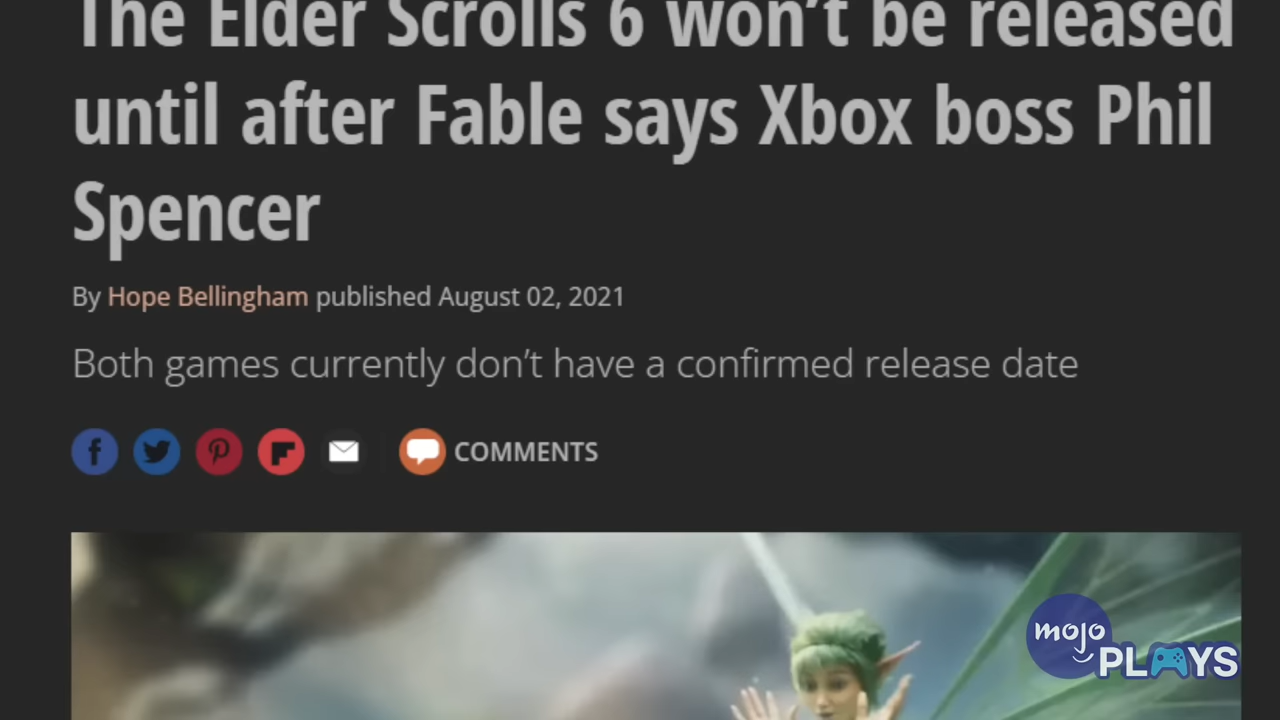 The Elder Scrolls 6 won't be released
until after Fable says Xbox boss Phil
Spencer
By Hope Bellingham published August 02, 2021
Both games currently don't have a confirmed release date
COMMENTS
mojo
PLAYS